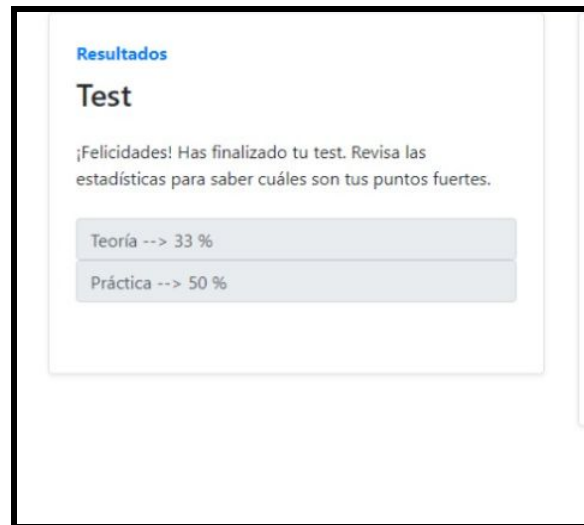 Resultados
Test
¡Felicidades! Has finalizado tu test. Revisa las
estadísticas para saber cuáles son tus puntos fuertes.
Teoría --> 33 %
Práctica --> 50 %